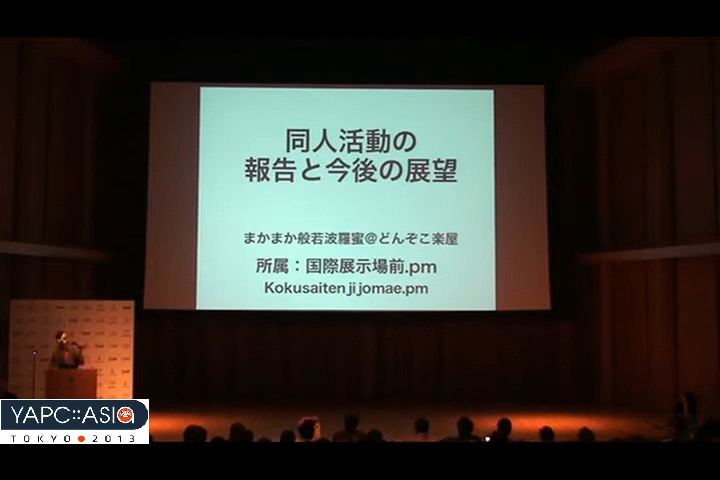 同人活動の
報告と今後の展望
まかまか般若波羅蜜@どんぞこ楽屋
所属：国際展示場前.pm
Kokusaitenjijomae.pm
YAPC::ASIA
TOKYO 2013